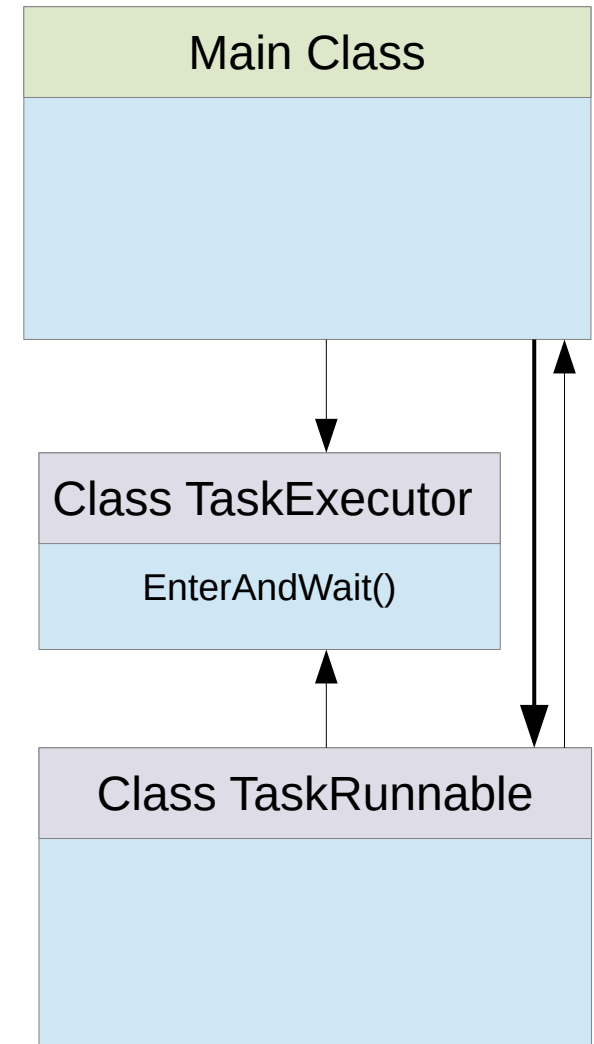 Main Class
Class TaskExecutor
EnterAndWait()
Class TaskRunnable